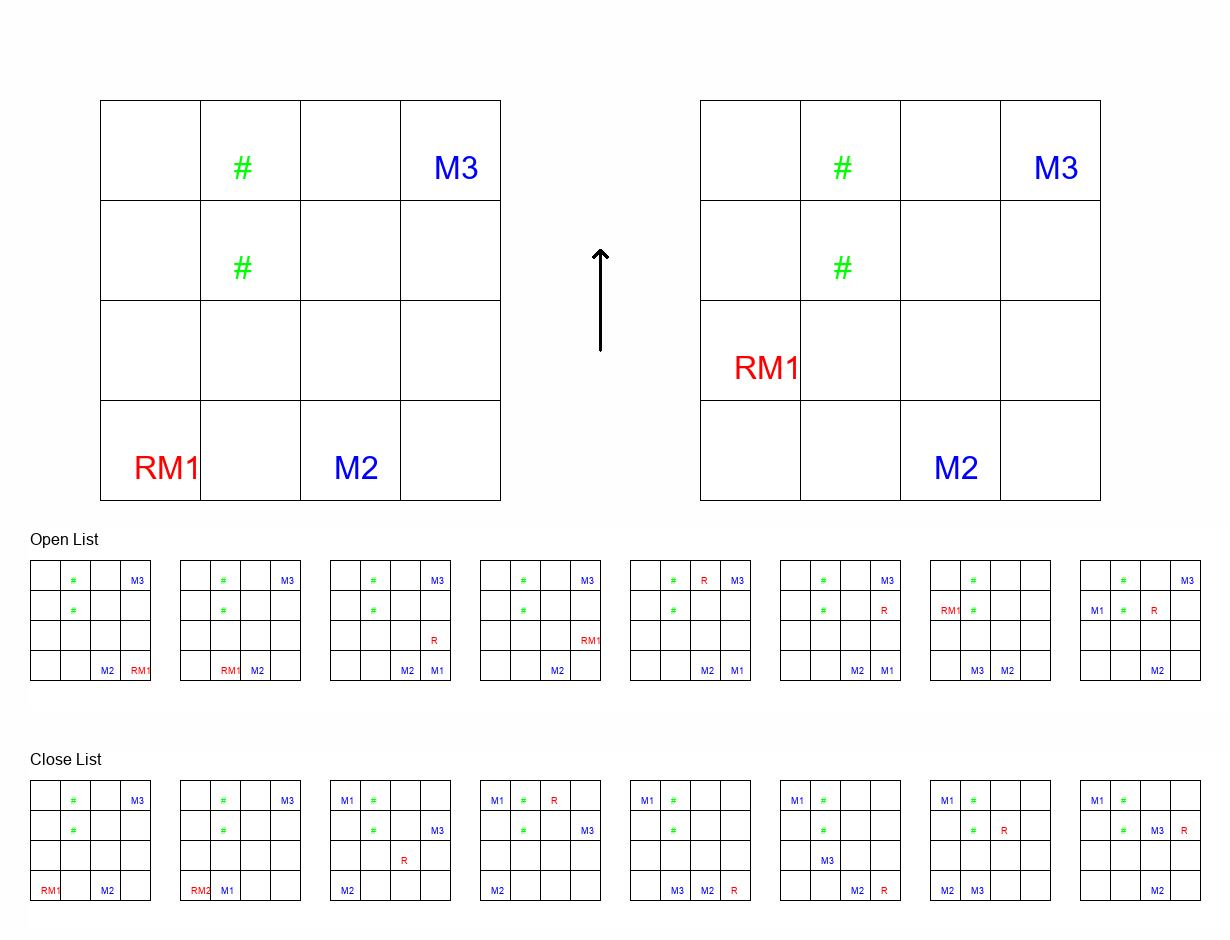 # M3 # M3
# #
RM1
RM1 M2 M2
Open List
# M3 # M3 # M3 # M3 # R M3 # M3 # # M3
# # # # # # R RM1 # M1 # R
R RM1
M2 RM1 RM1 M2 M2 M1 M2 M2 M1 M2 M1 M3 M2 M2
Close List
# M3 # M3 M1 # M1 # R M1 # M1 # M1 # M1 #
# # # M3 # M3 # # # R # M3 R
R M3
RM1 M2 RM2 M1 M2 M2 M3 M2 R M2 R M2 M3 M2